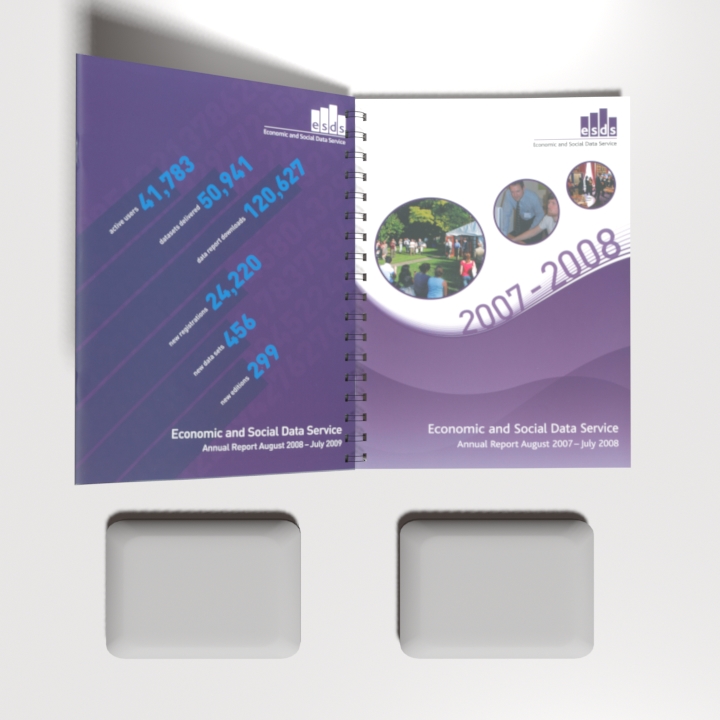 esds
Economic and Social Data Service
active users 41,783
datasets delivered 50,941
data report downloads 120,627
new registrations 24,220
new data sets 456
new editions 299
Economic and Social Data Service
Annual Report August 2008 – July 2009
esds
Economic and Social Data Service
2007 - 2008
Economic and Social Data Service
Annual Report August 2007 – July 2008